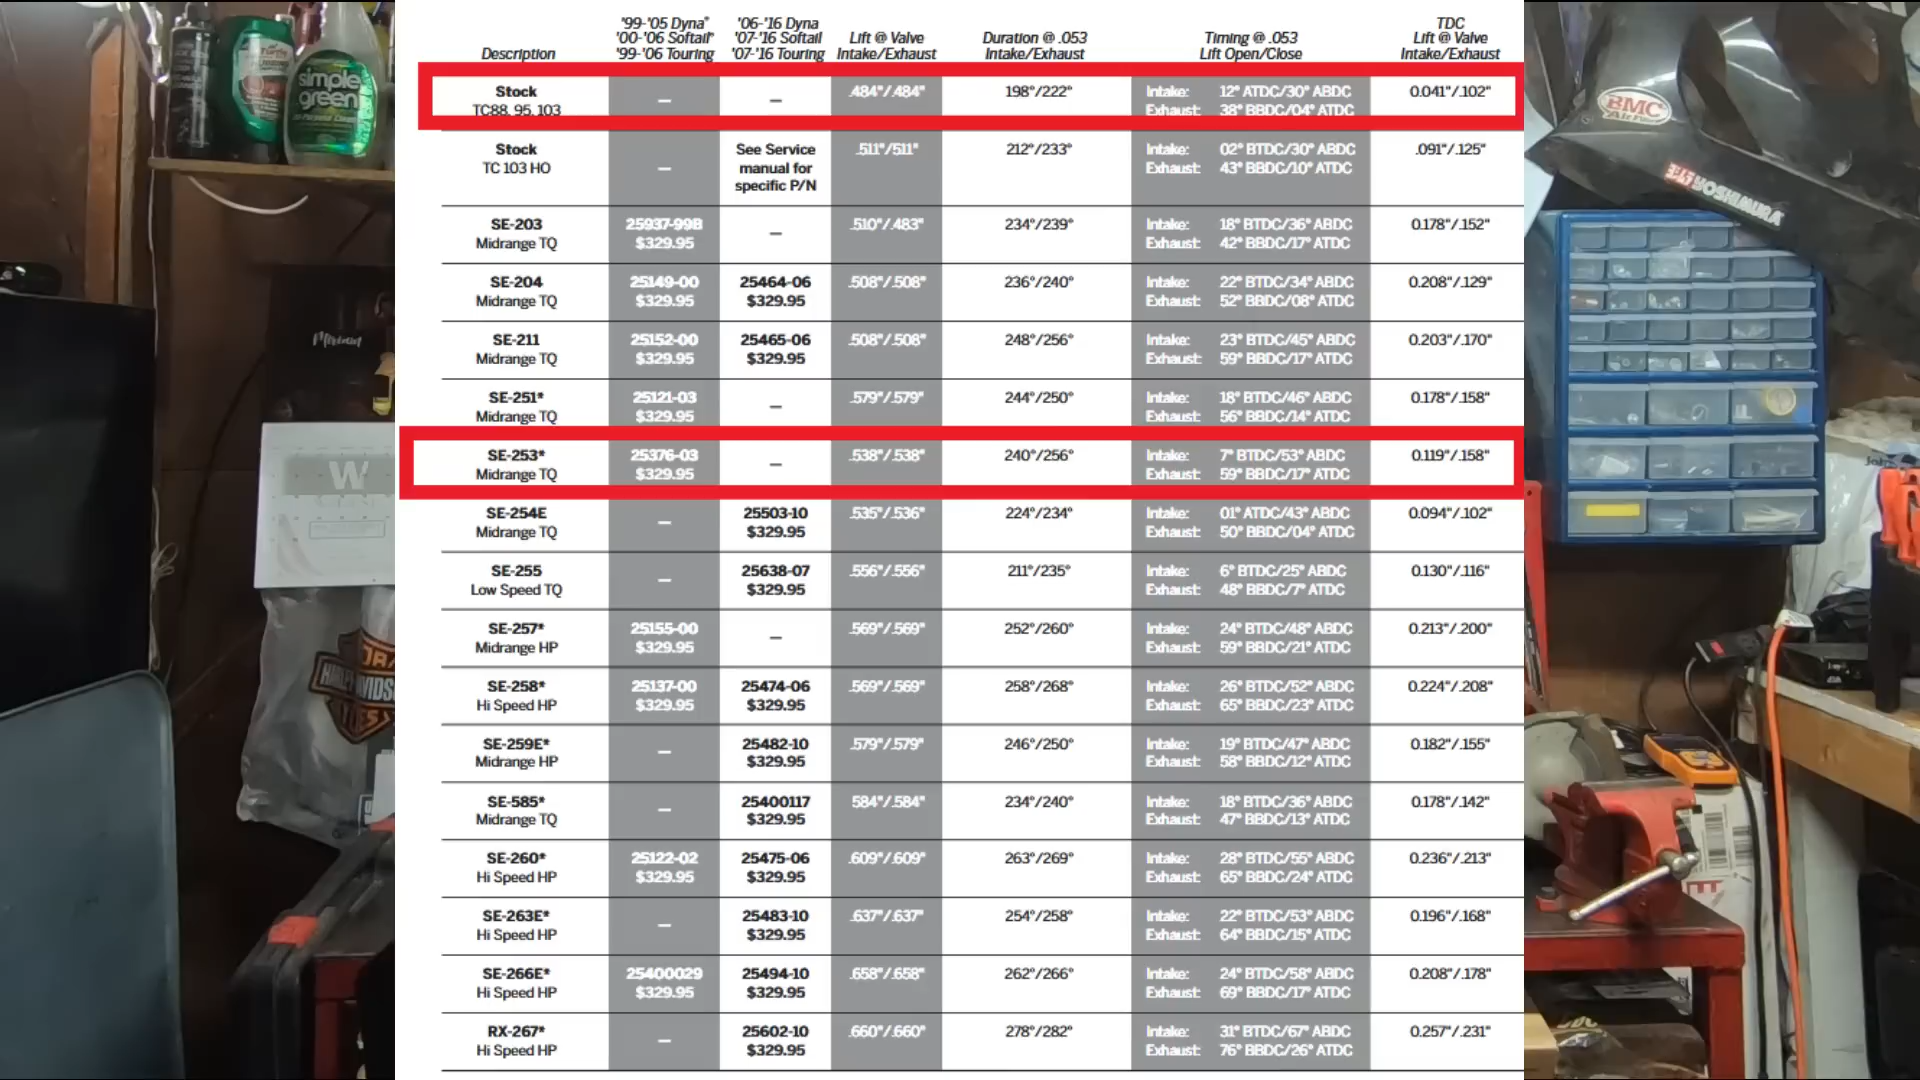 '99-'05 Dyna" '06-'16 Dyna TDC
'00-'06 Softail" '07-'16 Softail Lift @ Valve Duration @ .053 Timing @ .053 Lift @ Valve
Description '99-'06 Touring '07-'16 Touring Intake/Exhaust Intake/Exhaust Lift Open/Close Intake/Exhaust
Stock — — .484"/.484" 198°/222° Intake: 12° ATDC/30° ABDC 0.041"/.102"
TC88, 95, 103 Exhaust: 38° BBDC/04° ATDC
Stock — See Service .511"/511" 212°/233° Intake: 02° BTDC/30° ABDC .091"/.125"
TC 103 HO manual for Exhaust: 43° BBDC/10° ATDC
specific P/N
SE-203 25937-99B — .510"/.483" 234°/239° Intake: 18° BTDC/36° ABDC 0.178"/.152"
Midrange TQ $329.95 Exhaust: 42° BBDC/17° ATDC
SE-204 25149-00 25464-06 .508"/.508" 236°/240° Intake: 22° BTDC/34° ABDC 0.208"/.129"
Midrange TQ $329.95 $329.95 Exhaust: 52° BBDC/08° ATDC
SE-211 25152-00 25465-06 .508"/.508" 248°/256° Intake: 23° BTDC/45° ABDC 0.203"/.170"
Midrange TQ $329.95 $329.95 Exhaust: 59° BBDC/17° ATDC
SE-251* 25121-03 — .579"/.579" 244°/250° Intake: 18° BTDC/46° ABDC 0.178"/.158"
Midrange TQ $329.95 Exhaust: 56° BBDC/14° ATDC
SE-253* 25376-03 — .538"/.538" 240°/256° Intake: 7° BTDC/53° ABDC 0.119"/.158"
Midrange TQ $329.95 Exhaust: 59° BBDC/17° ATDC
SE-254E — 25503-10 .535"/.536" 224°/234° Intake: 01° ATDC/43° ABDC 0.094"/.102"
Midrange TQ $329.95 Exhaust: 50° BBDC/04° ATDC
SE-255 — 25638-07 .556"/.556" 211°/235° Intake: 6° BTDC/25° ABDC 0.130"/.116"
Low Speed TQ $329.95 Exhaust: 48° BBDC/7° ATDC
SE-257* 25155-00 — .569"/.569" 252°/260° Intake: 24° BTDC/48° ABDC 0.213"/.200"
Midrange HP $329.95 Exhaust: 59° BBDC/21° ATDC
SE-258* 25137-00 25474-06 .569"/.569" 258°/268° Intake: 26° BTDC/52° ABDC 0.224"/.208"
Hi Speed HP $329.95 $329.95 Exhaust: 65° BBDC/23° ATDC
SE-259E* — 25482-10 .579"/.579" 246°/250° Intake: 19° BTDC/47° ABDC 0.182"/.155"
Midrange HP $329.95 Exhaust: 58° BBDC/12° ATDC
SE-585* — 25400117 584"/.584" 234°/240° Intake: 18° BTDC/36° ABDC 0.178"/.142"
Midrange TQ $329.95 Exhaust: 47° BBDC/13° ATDC
SE-260* 25122-02 25475-06 .609"/.609" 263°/269° Intake: 28° BTDC/55° ABDC 0.236"/.213"
Hi Speed HP $329.95 $329.95 Exhaust: 65° BBDC/24° ATDC
SE-263E* — 25483-10 .637"/.637" 254°/258° Intake: 22° BTDC/53° ABDC 0.196"/.168"
Hi Speed HP $329.95 Exhaust: 64° BBDC/15° ATDC
SE-266E* 25400029 25494-10 .658"/.658" 262°/266° Intake: 24° BTDC/58° ABDC 0.208"/.178"
Hi Speed HP $329.95 $329.95 Exhaust: 69° BBDC/17° ATDC
RX-267* — 25602-10 .660"/.660" 278°/282° Intake: 31° BTDC/67° ABDC 0.257"/.231"
Hi Speed HP $329.95 Exhaust: 76° BBDC/26° ATDC
simple
green
W
BMC
YOSHIMURA